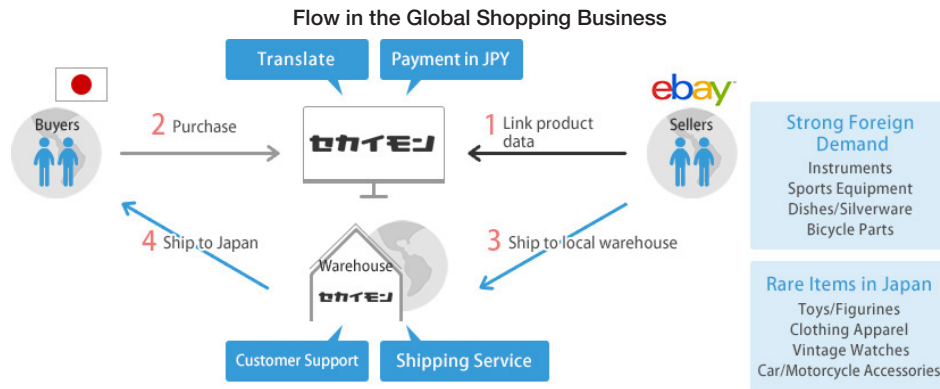 Flow in the Global Shopping Business
Translate
Payment in JPY
ebay
Buyers
2 Purchase
セカイモン
1 Link product
data
Sellers
4 Ship to Japan
3 Ship to local warehouse
Warehouse
セカイモン
Customer Support
Shipping Service
Strong Foreign
Demand
Instruments
Sports Equipment
Dishes/Silverware
Bicycle Parts
Rare Items in Japan
Toys/Figurines
Clothing Apparel
Vintage Watches
Car/Motorcycle Accessories